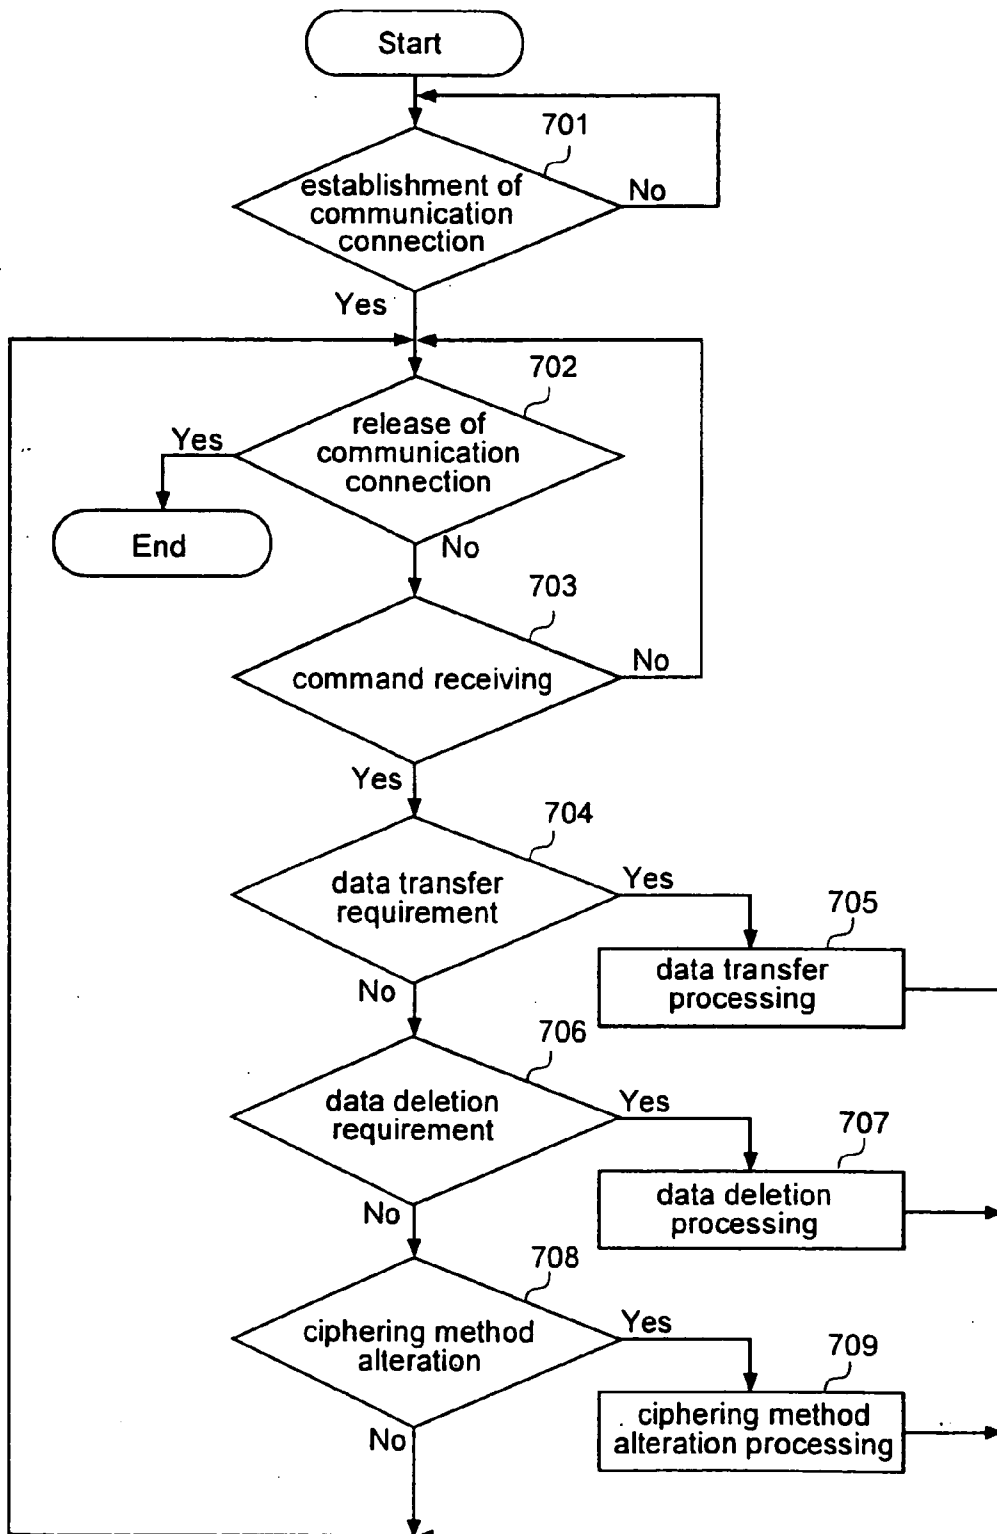 Start
701
establishment of
communication
connection
No
Yes
702
release of
communication
connection
Yes
End
No
703
command receiving
No
Yes
704
data transfer
requirement
Yes
705
data transfer
processing
No
706
data deletion
requirement
Yes
707
data deletion
processing
No
708
ciphering method
alteration
Yes
709
ciphering method
alteration processing
No